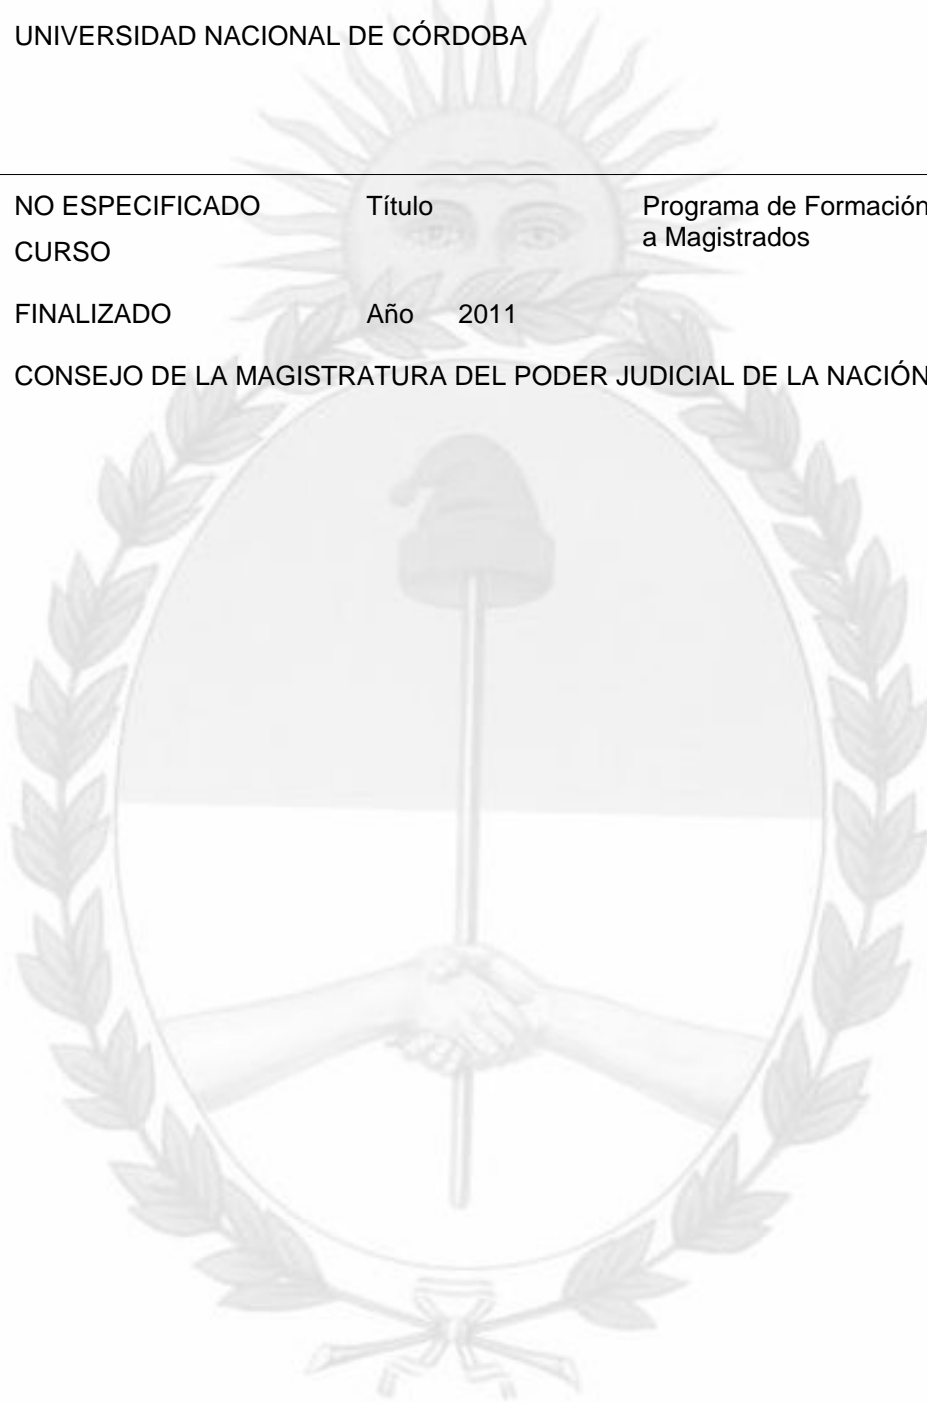 UNIVERSIDAD NACIONAL DE CÓRDOBA
NO ESPECIFICADO Título Programa de Formación
a Magistrados
CURSO
FINALIZADO Año 2011
CONSEJO DE LA MAGISTRATURA DEL PODER JUDICIAL DE LA NACIÓN